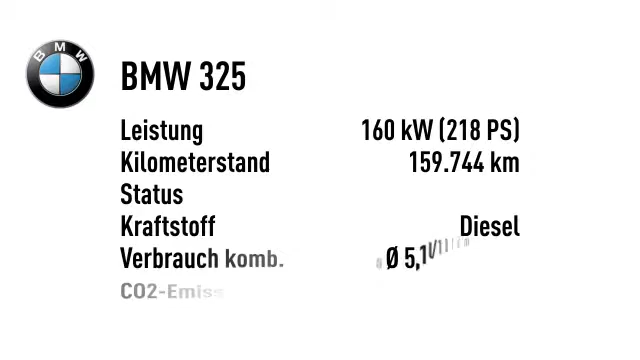 BMW
BMW 325
Leistung 160 kW (218 PS)
Kilometerstand 159.744 km
Status
Kraftstoff Diesel
Verbrauch komb. Ø 5,1
CO2-Emiss